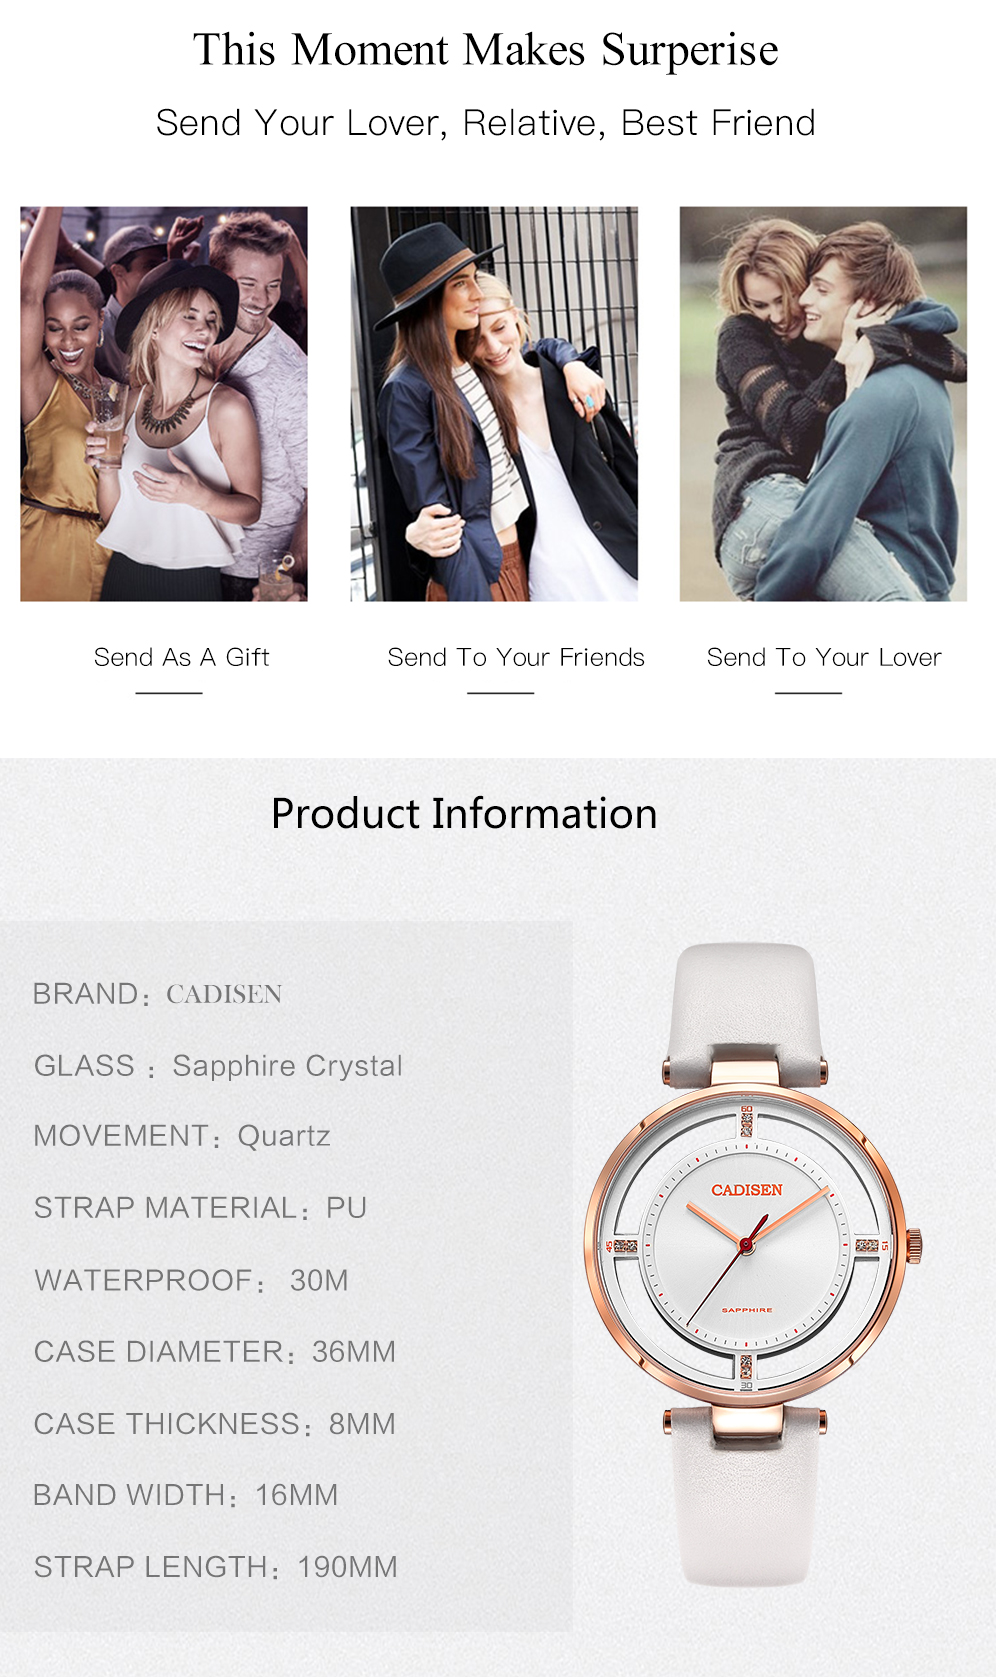 This Moment Makes Surperise
Send Your Lover, Relative, Best Friend
Send As A Gift
Send To Your Friends
Send To Your Lover
Product Information
BRAND： CADISEN
GLASS ： Sapphire Crystal
MOVEMENT： Quartz
STRAP MATERIAL： PU
WATERPROOF： 30M
CASE DIAMETER： 36MM
CASE THICKNESS： 8MM
BAND WIDTH： 16MM
STRAP LENGTH： 190MM
60
CADISEN
45
15
SAPPHIRE
30